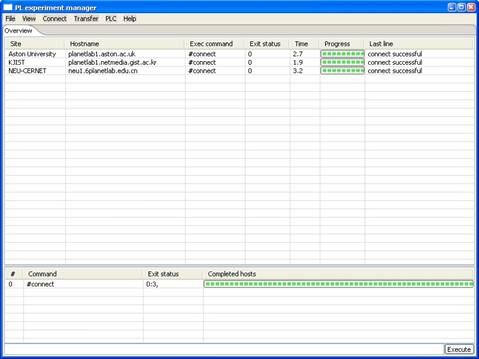 PL experiment manager
File View Connect Transfer PLC Help
Overview
Site Hostname Exec command Exit status Time Progress Last line
Aston University planetlab1.aston.ac.uk #connect 0 2.7 connect successful
KJIST planetlab1.netmedia.gist.ac.kr #connect 0 1.9 connect successful
NEU-CERNET neu1.6planetlab.edu.cn #connect 0 3.2 connect successful
# Command Exit status Completed hosts
0 #connect 0:3,
Execute